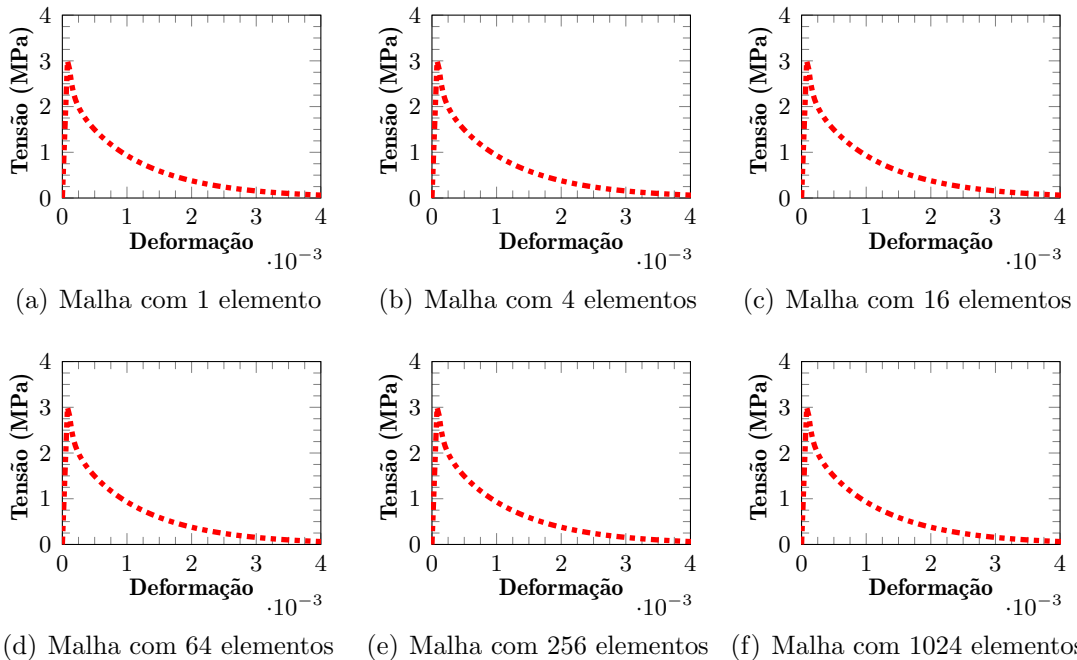 4
3
2
1
0
Tensão (MPa)
0 1 2 3 4
Deformação
·10−3
(a) Malha com 1 elemento
4
3
2
1
0
Tensão (MPa)
0 1 2 3 4
Deformação
·10−3
(b) Malha com 4 elementos
4
3
2
1
0
Tensão (MPa)
0 1 2 3 4
Deformação
·10−3
(c) Malha com 16 elementos
4
3
2
1
0
Tensão (MPa)
0 1 2 3 4
Deformação
·10−3
(d) Malha com 64 elementos
4
3
2
1
0
Tensão (MPa)
0 1 2 3 4
Deformação
·10−3
(e) Malha com 256 elementos
4
3
2
1
0
Tensão (MPa)
0 1 2 3 4
Deformação
·10−3
(f) Malha com 1024 elementos